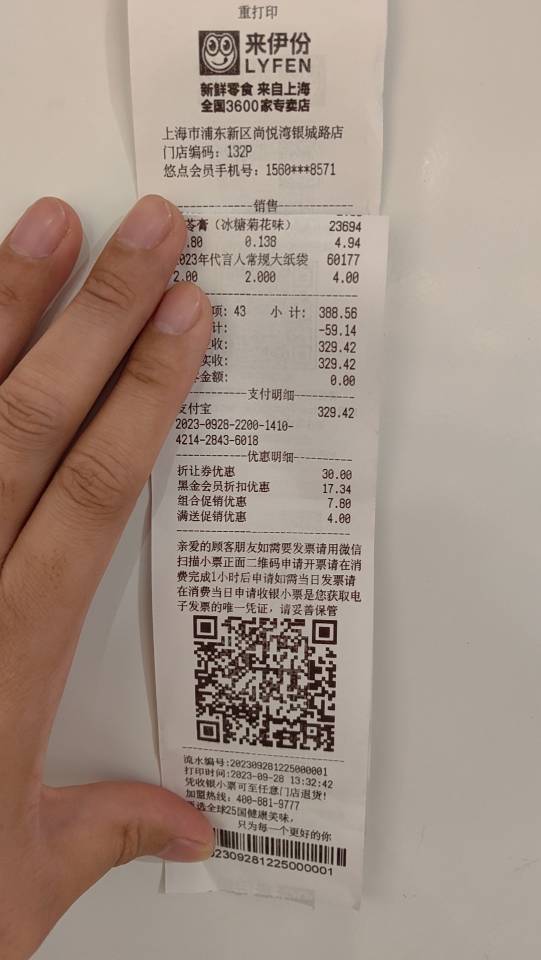 重打印
来伊份
LYFEN
新鲜零食 来自上海
全国3600家专卖店
上海市浦东新区尚悦湾银城路店
门店编码: 132P
悠点会员手机号: 1560***8571
------------销售------------
苓膏(冰糖菊花味) 23694
.80 0.138 4.94
2023年代言人常规大纸袋 60177
2.00 2.000 4.00
项: 43 小 计: 388.56
计: -59.14
收: 329.42
实收: 329.42
金额: 0.00
------------支付明细------------
支付宝 329.42
2023-0928-2200-1410-
4214-2843-6018
------------优惠明细------------
折让券优惠 30.00
黑金会员折扣优惠 17.34
组合促销优惠 7.80
满送促销优惠 4.00
亲爱的顾客朋友如需要发票请用微信
扫描小票正面二维码申请开票请在消
费完成1小时后申请如需当日发票请
在消费当日申请收银小票是您获取电
子发票的唯一凭证，请妥善保管
流水编号:2023092812250​00001
打印时间:2023-09-28 13:32:42
凭收银小票可至任意门店退货!
加盟热线: 400-881-9777
甄选全球25国健康美味,
只为每一个更好的你
0230928122500​0001